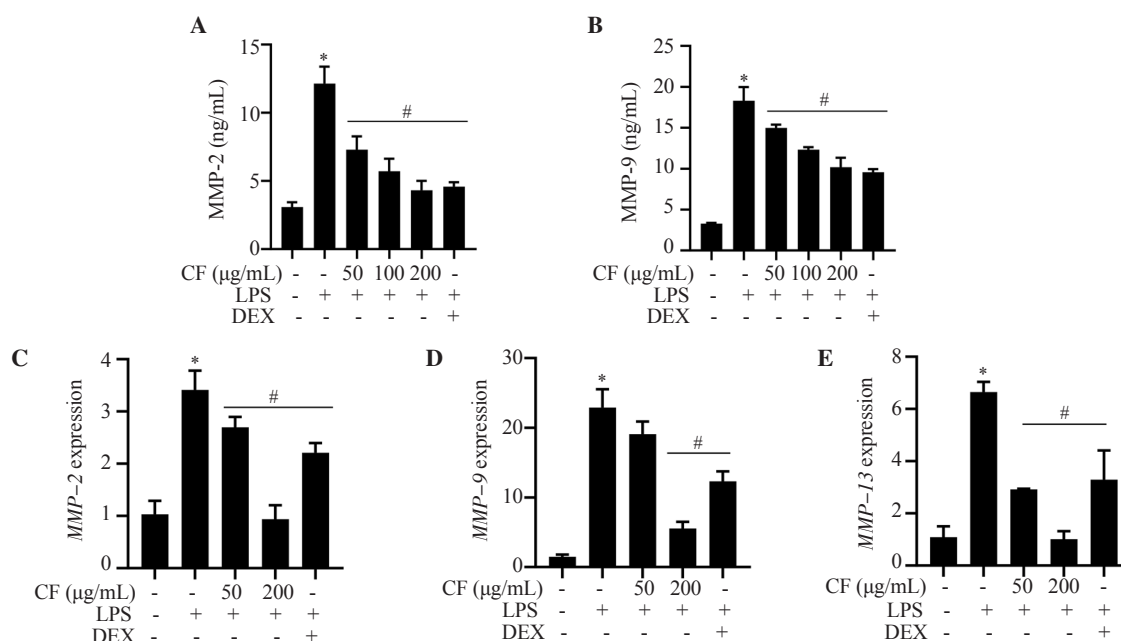 A
MMP-2 (ng/mL)
15
10
5
0
*
#
CF (μg/mL) - - 50 100 200 -
LPS - + + + + +
DEX - - - - - +
B
MMP-9 (ng/mL)
25
20
15
10
5
0
*
#
CF (μg/mL) - - 50 100 200 -
LPS - + + + + +
DEX - - - - - +
C
MMP−2 expression
4
3
2
1
0
*
#
CF (μg/mL) - - 50 200 -
LPS - + + + +
DEX - - - - +
D
MMP−9 expression
30
20
10
0
*
#
CF (μg/mL) - - 50 200 -
LPS - + + + +
DEX - - - - +
E
MMP−13 expression
8
6
4
2
0
*
#
CF (μg/mL) - - 50 200 -
LPS - + + + +
DEX - - - - +